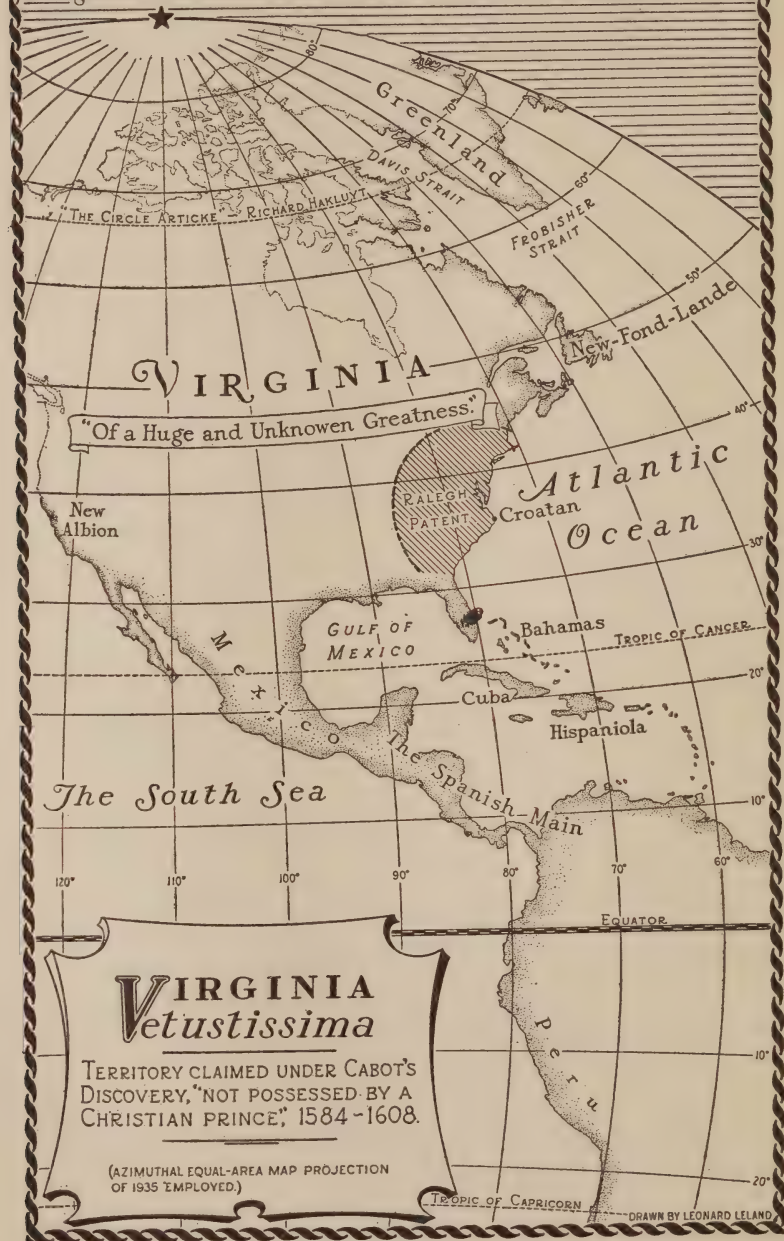 80°
Greenland
70°
Davis Strait
60°
"The Circle Articke" — Richard Hakluyt
Frobisher
Strait
50°
New-Fond-Lande
VIRGINIA
"Of a Huge and Unknowen Greatness."
40°
Atlantic
Ocean
Ralegh
Patent
Croatan
New
Albion
30°
Gulf of
Mexico
Bahamas
Tropic of Cancer
Mexico
20°
Cuba
Hispaniola
The Spanish Main
The South Sea
10°
120° 110° 100° 90° 80° 70° 60°
Equator
VIRGINIA
Vetustissima
Territory claimed under Cabot's
Discovery, "not possessed by a
Christian prince", 1584-1608.
(Azimuthal equal-area map projection
of 1935 employed.)
Peru
10°
20°
Tropic of Capricorn
Drawn by Leonard Leland